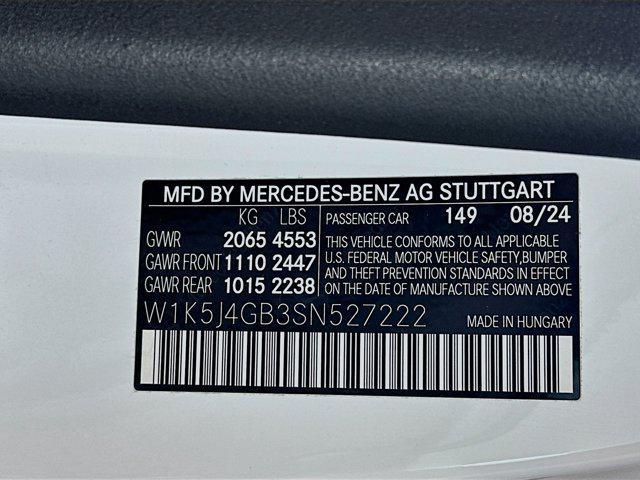 MFD BY MERCEDES-BENZ AG STUTTGART
KG LBS
GVWR 2065 4553
GAWR FRONT 1110 2447
GAWR REAR 1015 2238
PASSENGER CAR 149 08/24
THIS VEHICLE CONFORMS TO ALL APPLICABLE
U.S. FEDERAL MOTOR VEHICLE SAFETY,BUMPER
AND THEFT PREVENTION STANDARDS IN EFFECT
ON THE DATE OF MANUFACTURE SHOWN ABOVE
W1K5J4GB3SN527222
MADE IN HUNGARY